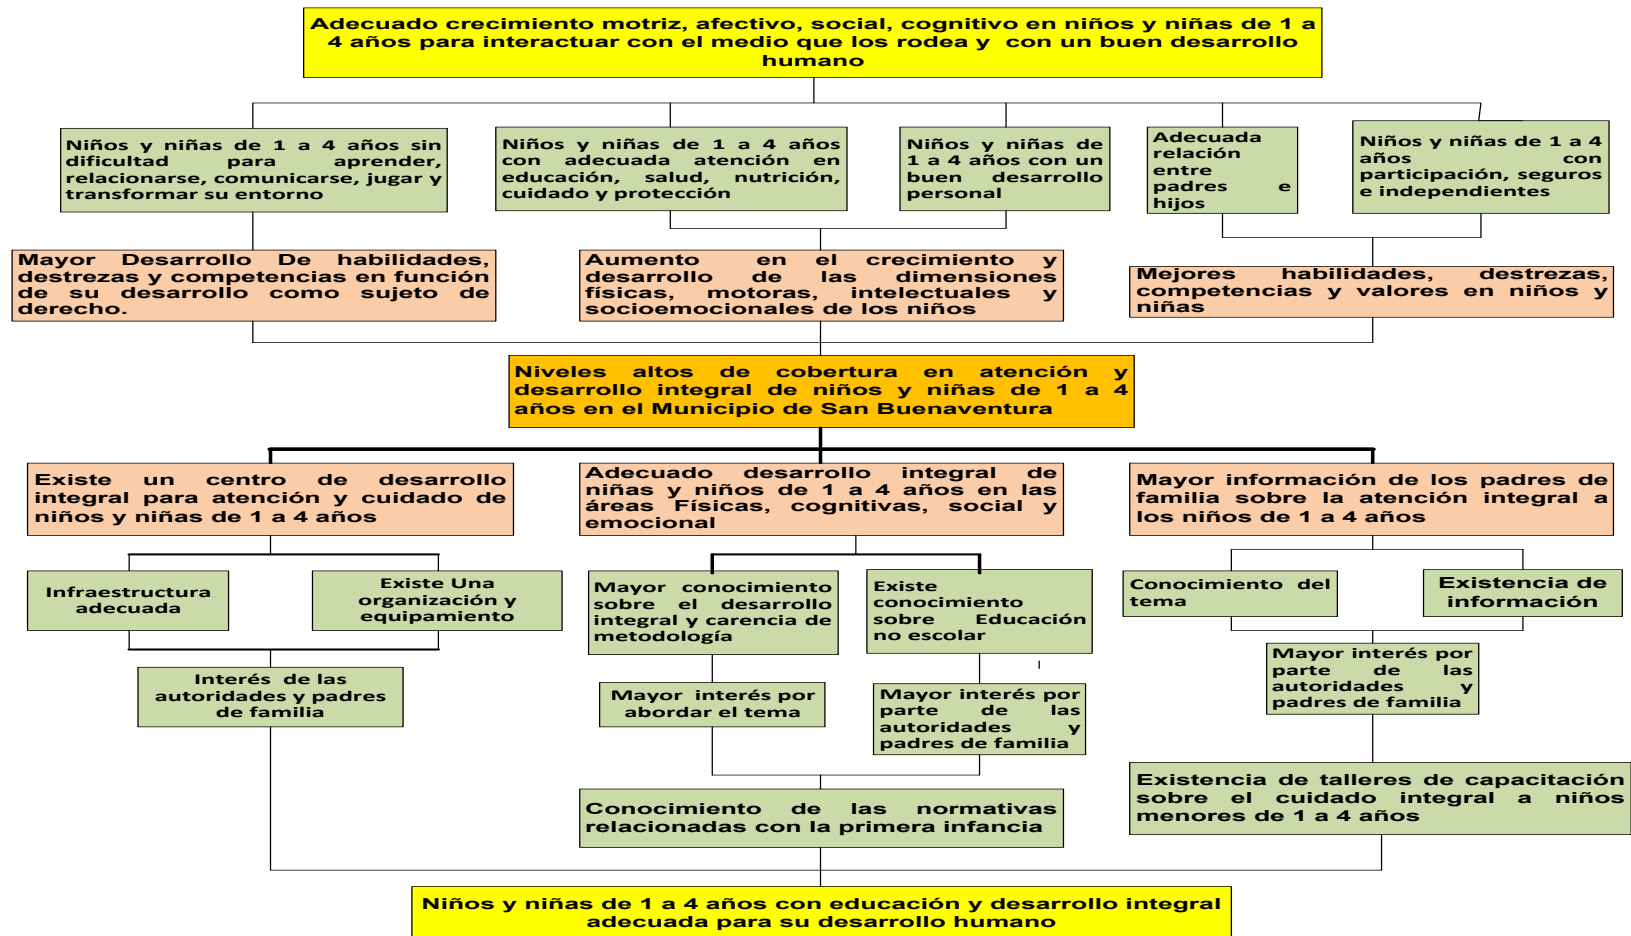 Adecuado crecimiento motriz, afectivo, social, cognitivo en niños y niñas de 1 a
4 años para interactuar con el medio que los rodea y con un buen desarrollo
humano
Niños y niñas de 1 a 4 años sin
dificultad para aprender,
relacionarse, comunicarse, jugar y
transformar su entorno
Niños y niñas de 1 a 4 años
con adecuada atención en
educación, salud, nutrición,
cuidado y protección
Niños y niñas de
1 a 4 años con un
buen desarrollo
personal
Adecuada
relación
entre
padres e
hijos
Niños y niñas de 1 a 4
años con
participación, seguros
e independientes
Mayor Desarrollo De habilidades,
destrezas y competencias en función
de su desarrollo como sujeto de
derecho.
Aumento en el crecimiento y
desarrollo de las dimensiones
físicas, motoras, intelectuales y
socioemocionales de los niños
Mejores habilidades, destrezas,
competencias y valores en niños y
niñas
Niveles altos de cobertura en atención y
desarrollo integral de niños y niñas de 1 a 4
años en el Municipio de San Buenaventura
Existe un centro de desarrollo
integral para atención y cuidado de
niños y niñas de 1 a 4 años
Adecuado desarrollo integral de
niñas y niños de 1 a 4 años en las
áreas Físicas, cognitivas, social y
emocional
Mayor información de los padres de
familia sobre la atención integral a
los niños de 1 a 4 años
Infraestructura
adecuada
Existe Una
organización y
equipamiento
Mayor conocimiento
sobre el desarrollo
integral y carencia de
metodología
Existe
conocimiento
sobre Educación
no escolar
Conocimiento del
tema
Existencia de
información
Interés de las
autoridades y padres
de familia
Mayor interés por
abordar el tema
Mayor interés por
parte de las
autoridades y
padres de familia
Mayor interés por
parte de las
autoridades y
padres de familia
Conocimiento de las normativas
relacionadas con la primera infancia
Existencia de talleres de capacitación
sobre el cuidado integral a niños
menores de 1 a 4 años
Niños y niñas de 1 a 4 años con educación y desarrollo integral
adecuada para su desarrollo humano